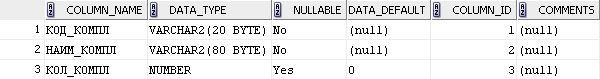 COLUMN_NAME DATA_TYPE NULLABLE DATA_DEFAULT COLUMN_ID COMMENTS
1 КОД_КОМПЛ VARCHAR2(20 BYTE) No (null) 1 (null)
2 НАИМ_КОМПЛ VARCHAR2(80 BYTE) No (null) 2 (null)
3 КОЛ_КОМПЛ NUMBER Yes 0 3 (null)